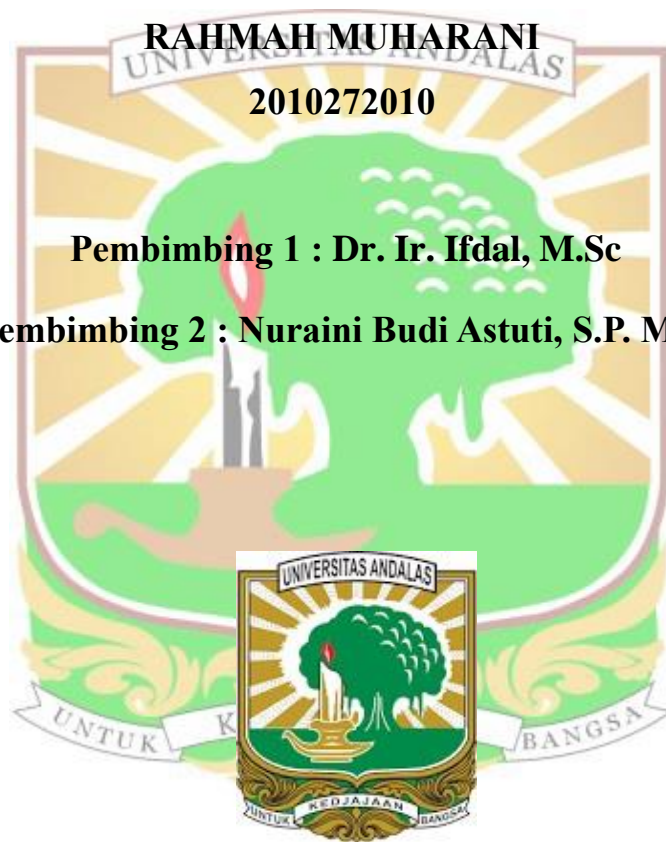 RAHMAH MUHARANI
UNIVERSITAS ANDALAS
2010272010
Pembimbing 1 : Dr. Ir. Ifdal, M.Sc
embimbing 2 : Nuraini Budi Astuti, S.P. M
UNIVERSITAS ANDALAS
UNTUK K BANGSA
UNTUK KEDJAJAAN BANGSA